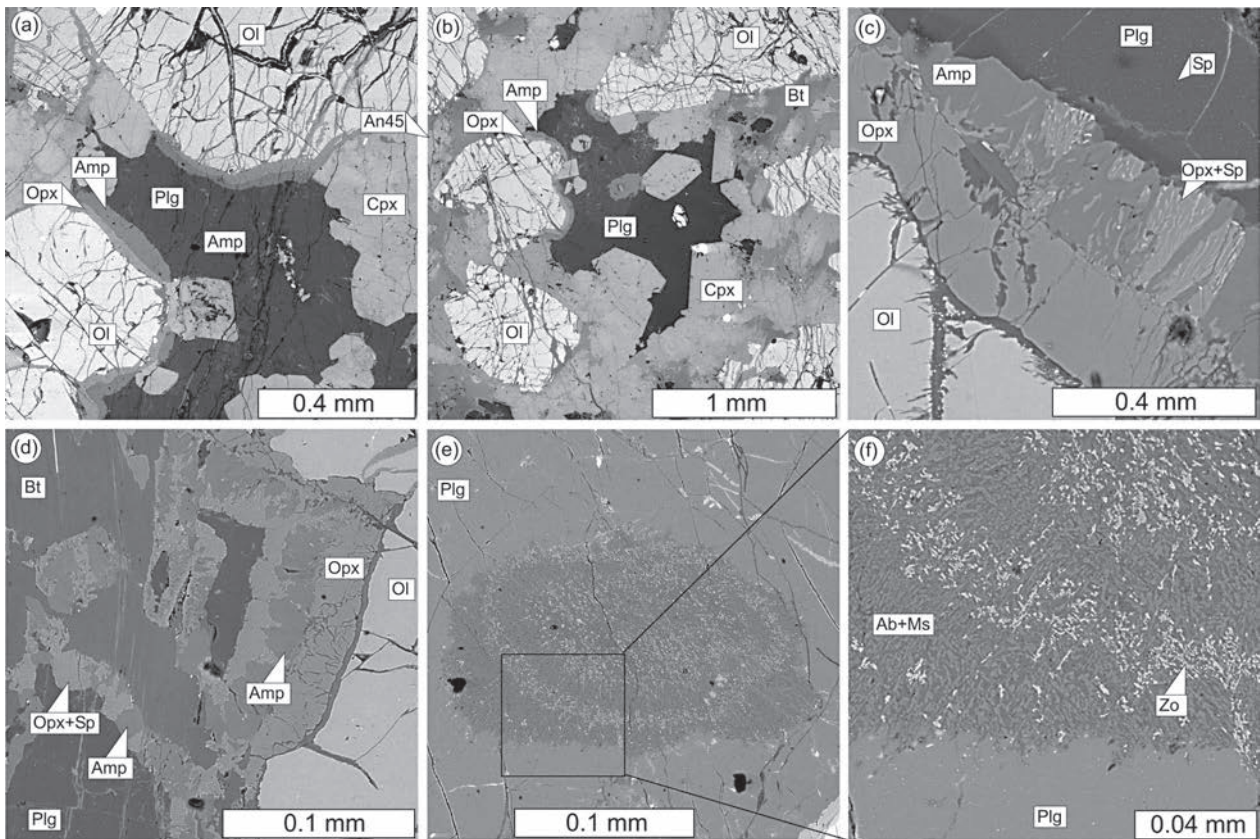 (a)
Ol
An45
Amp
Opx
Plg
Amp
Cpx
Ol
0.4 mm
(b)
Ol
Amp
Bt
Opx
Plg
Cpx
Ol
1 mm
(c)
Plg
Sp
Amp
Opx
Opx+Sp
Ol
0.4 mm
(d)
Bt
Opx
Ol
Amp
Opx+Sp
Amp
Plg
0.1 mm
(e)
Plg
0.1 mm
(f)
Ab+Ms
Zo
Plg
0.04 mm